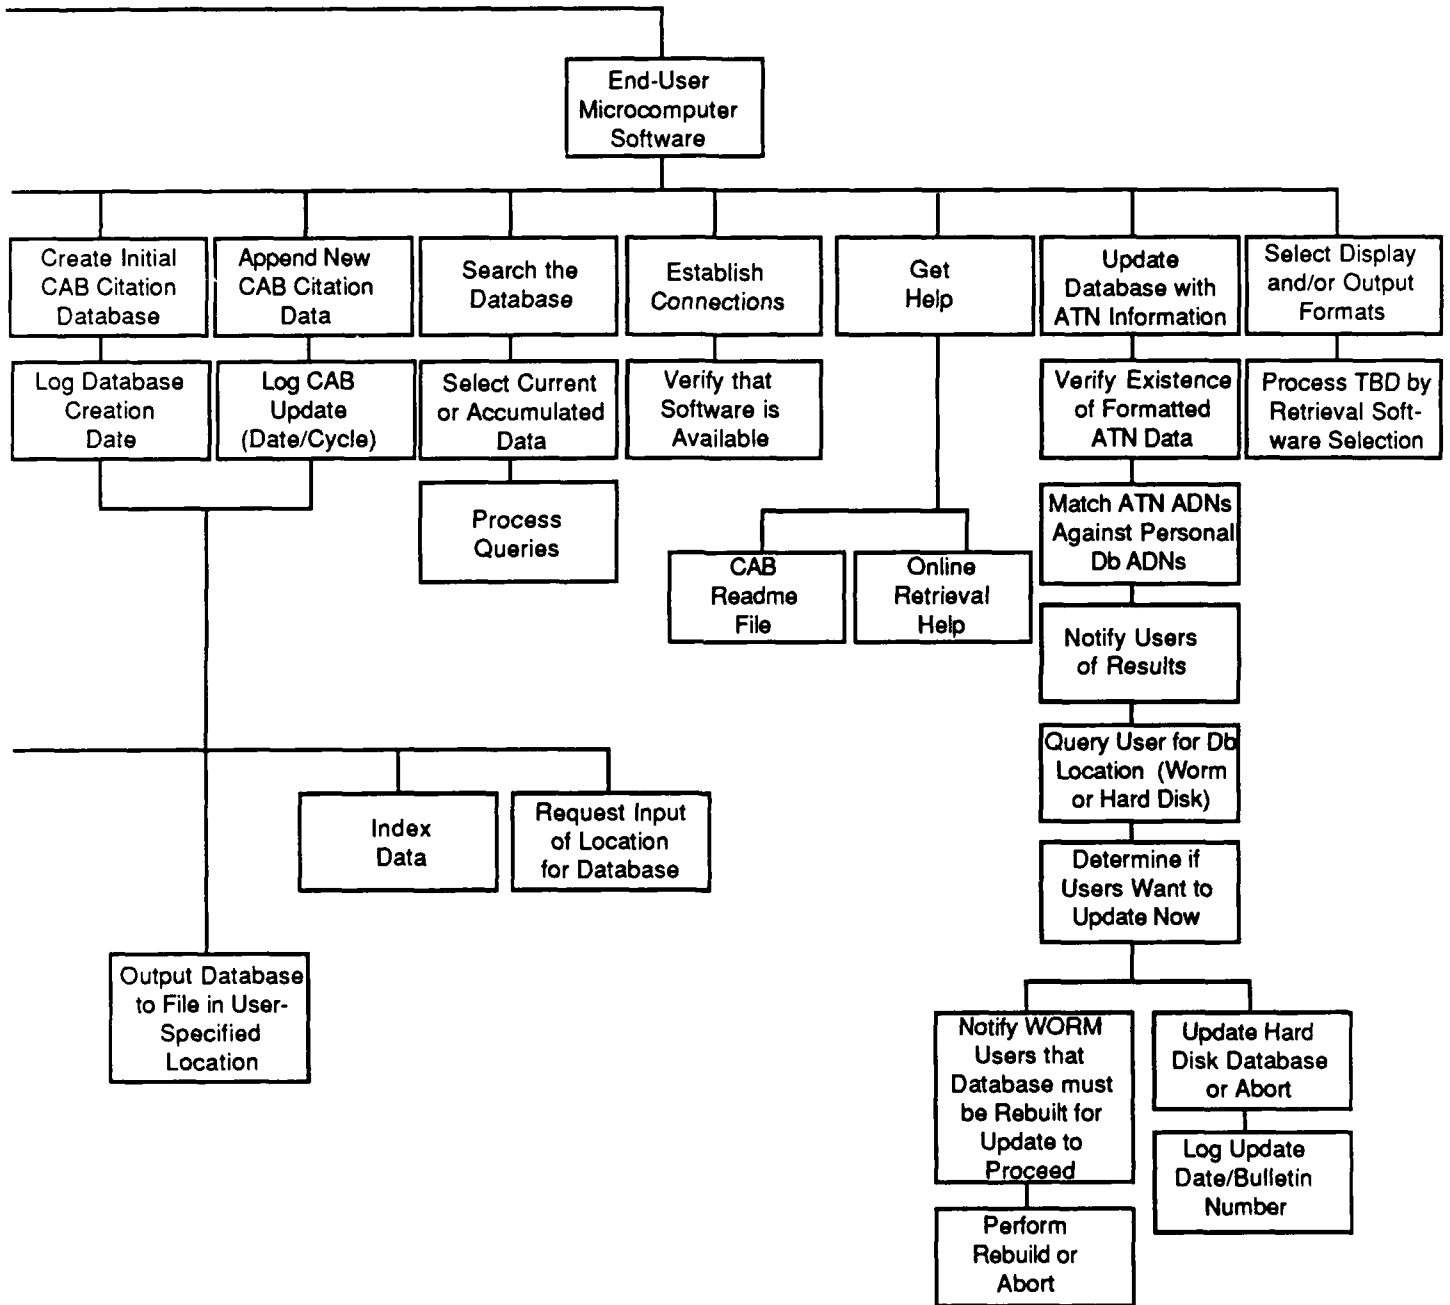 End-User
Microcomputer
Software
Create Initial
CAB Citation
Database
Append New
CAB Citation
Data
Search the
Database
Establish
Connections
Get
Help
Update
Database with
ATN Information
Select Display
and/or Output
Formats
Log Database
Creation
Date
Log CAB
Update
(Date/Cycle)
Select Current
or Accumulated
Data
Verify that
Software is
Available
Verify Existence
of Formatted
ATN Data
Process TBD by
Retrieval Soft-
ware Selection
Process
Queries
Match ATN ADNs
Against Personal
Db ADNs
CAB
Readme
File
Online
Retrieval
Help
Notify Users
of Results
Query User for Db
Location (Worm
or Hard Disk)
Index
Data
Request Input
of Location
for Database
Determine if
Users Want to
Update Now
Output Database
to File in User-
Specified
Location
Notify WORM
Users that
Database must
be Rebuilt for
Update to
Proceed
Update Hard
Disk Database
or Abort
Log Update
Date/Bulletin
Number
Perform
Rebuild or
Abort